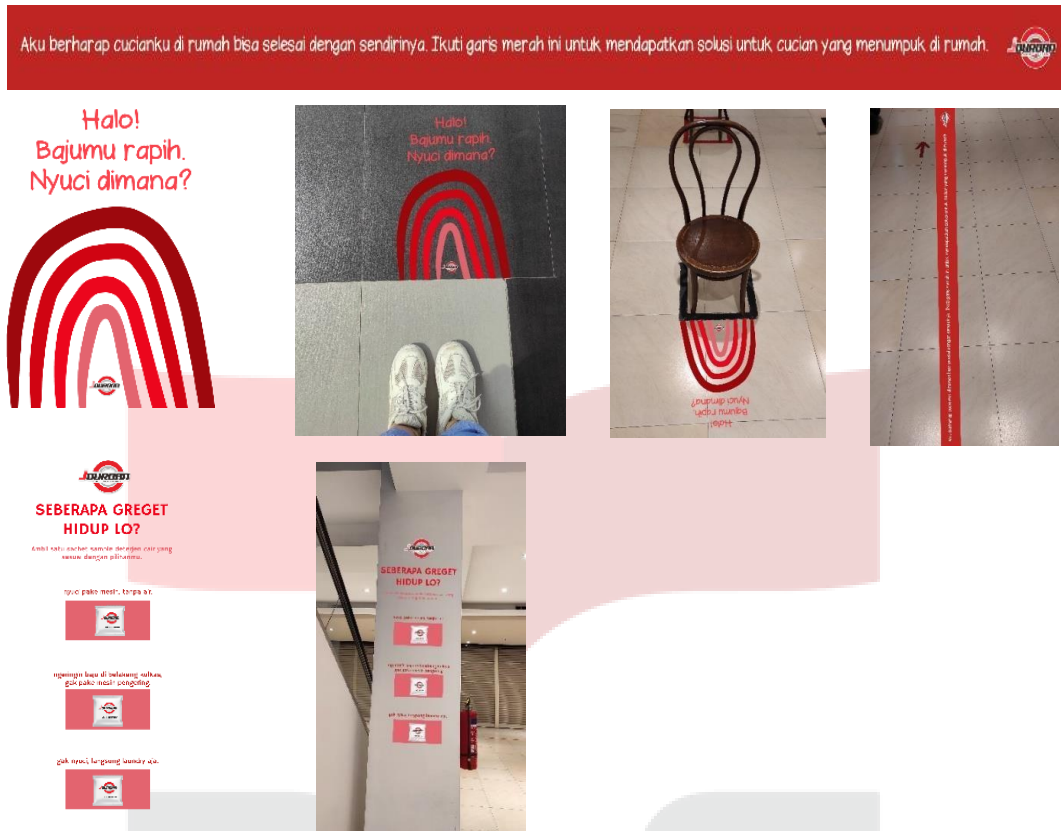 Aku berharap cucianku di rumah bisa selesai dengan sendirinya. Ikuti garis merah ini untuk mendapatkan solusi untuk cucian yang menumpuk di rumah.
Halo!
Bajumu rapih.
Nyuci dimana?
Halo!
Bajumu rapih.
Nyuci dimana?
Halo!
Bajumu rapih.
Nyuci dimana?
SEBERAPA GREGET
HIDUP LO?
Ambil satu sachet sample deterjen cair yang
sesuai dengan pilihanmu.
nyuci pake mesin, tanpa air.
ngeringin baju di belakang kulkas,
gak pake mesin pengering.
gak nyuci, langsung laundry aja.
SEBERAPA GREGET
HIDUP LO?